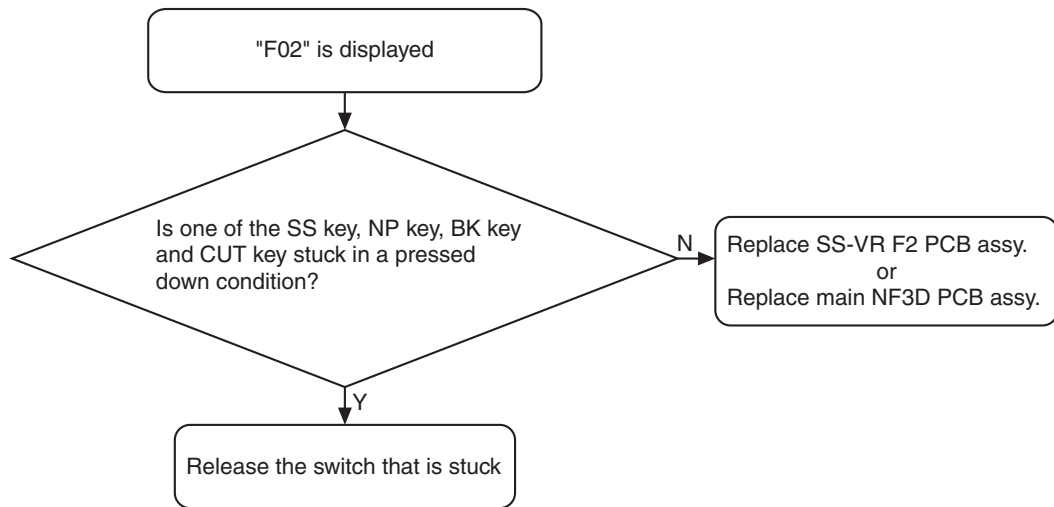 "F02" is displayed
Is one of the SS key, NP key, BK key
and CUT key stuck in a pressed
down condition?
N
Replace SS-VR F2 PCB assy.
or
Replace main NF3D PCB assy.
Y
Release the switch that is stuck